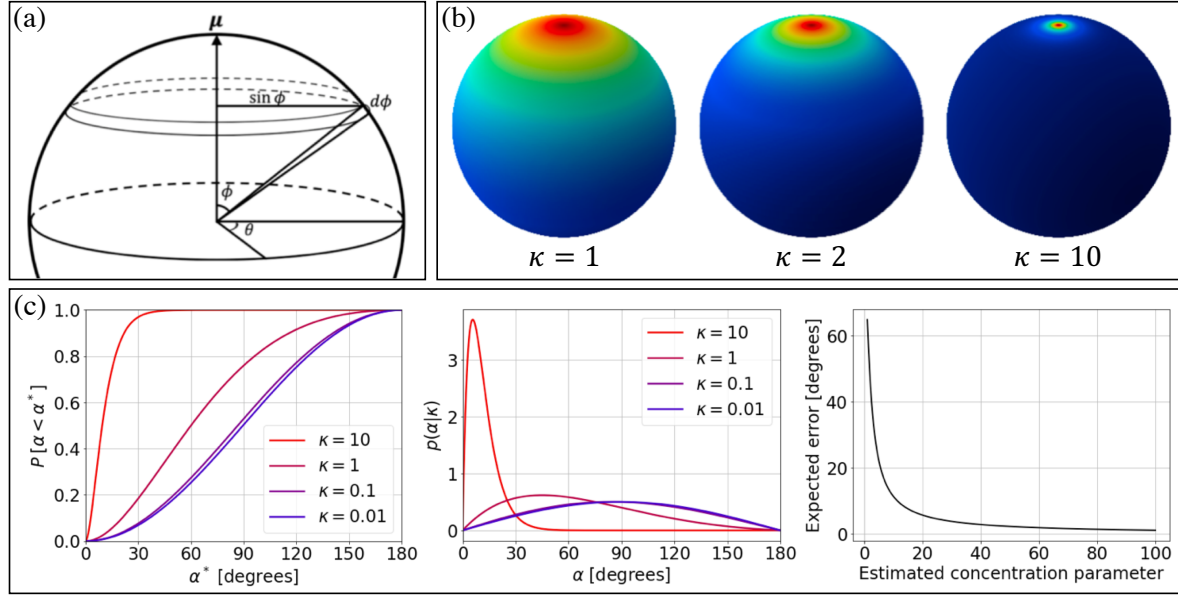 (a)
μ
sin ϕ
dϕ
ϕ
θ
(b)
κ = 1
κ = 2
κ = 10
(c)
P [α < α*]
1.0
0.8
0.6
0.4
0.2
0.0
κ = 10
κ = 1
κ = 0.1
κ = 0.01
0 30 60 90 120 150 180
α* [degrees]
p(α|κ)
3
2
1
0
κ = 10
κ = 1
κ = 0.1
κ = 0.01
0 30 60 90 120 150 180
α [degrees]
Expected error [degrees]
60
40
20
0
0 20 40 60 80 100
Estimated concentration parameter